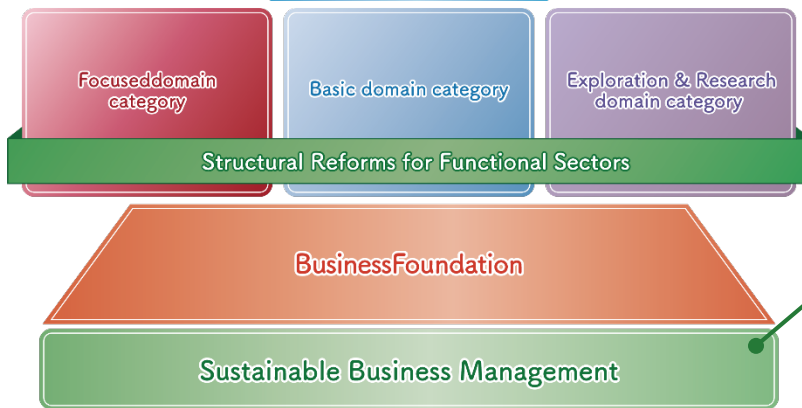 Focuseddomain
category
Basic domain category
Exploration & Research
domain category
Structural Reforms for Functional Sectors
BusinessFoundation
Sustainable Business Management